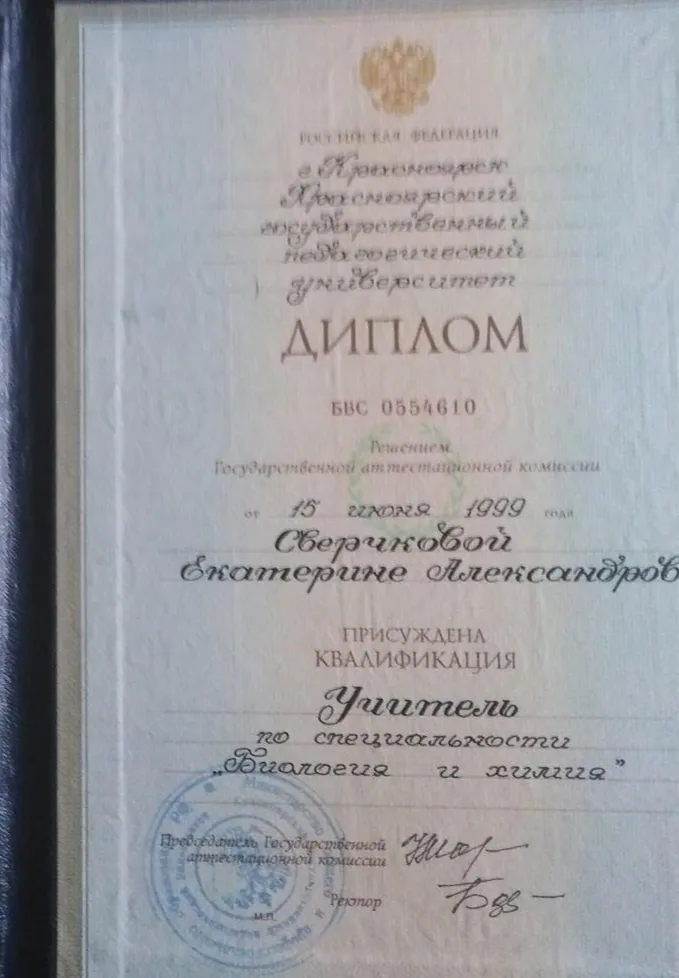 РОССИЙСКАЯ ФЕДЕРАЦИЯ
г. Красноярск
Красноярский
государственный
педагогический
университет
ДИПЛОМ
БВС 0554610
Решением
Государственной аттестационной комиссии
от 15 июня 1999 года
Сверчковой
Екатерине Александров
ПРИСУЖДЕНА
КВАЛИФИКАЦИЯ
Учитель
по специальности
„Биология и химия"
Председатель Государственной
аттестационной комиссии
Ректор
М.П.